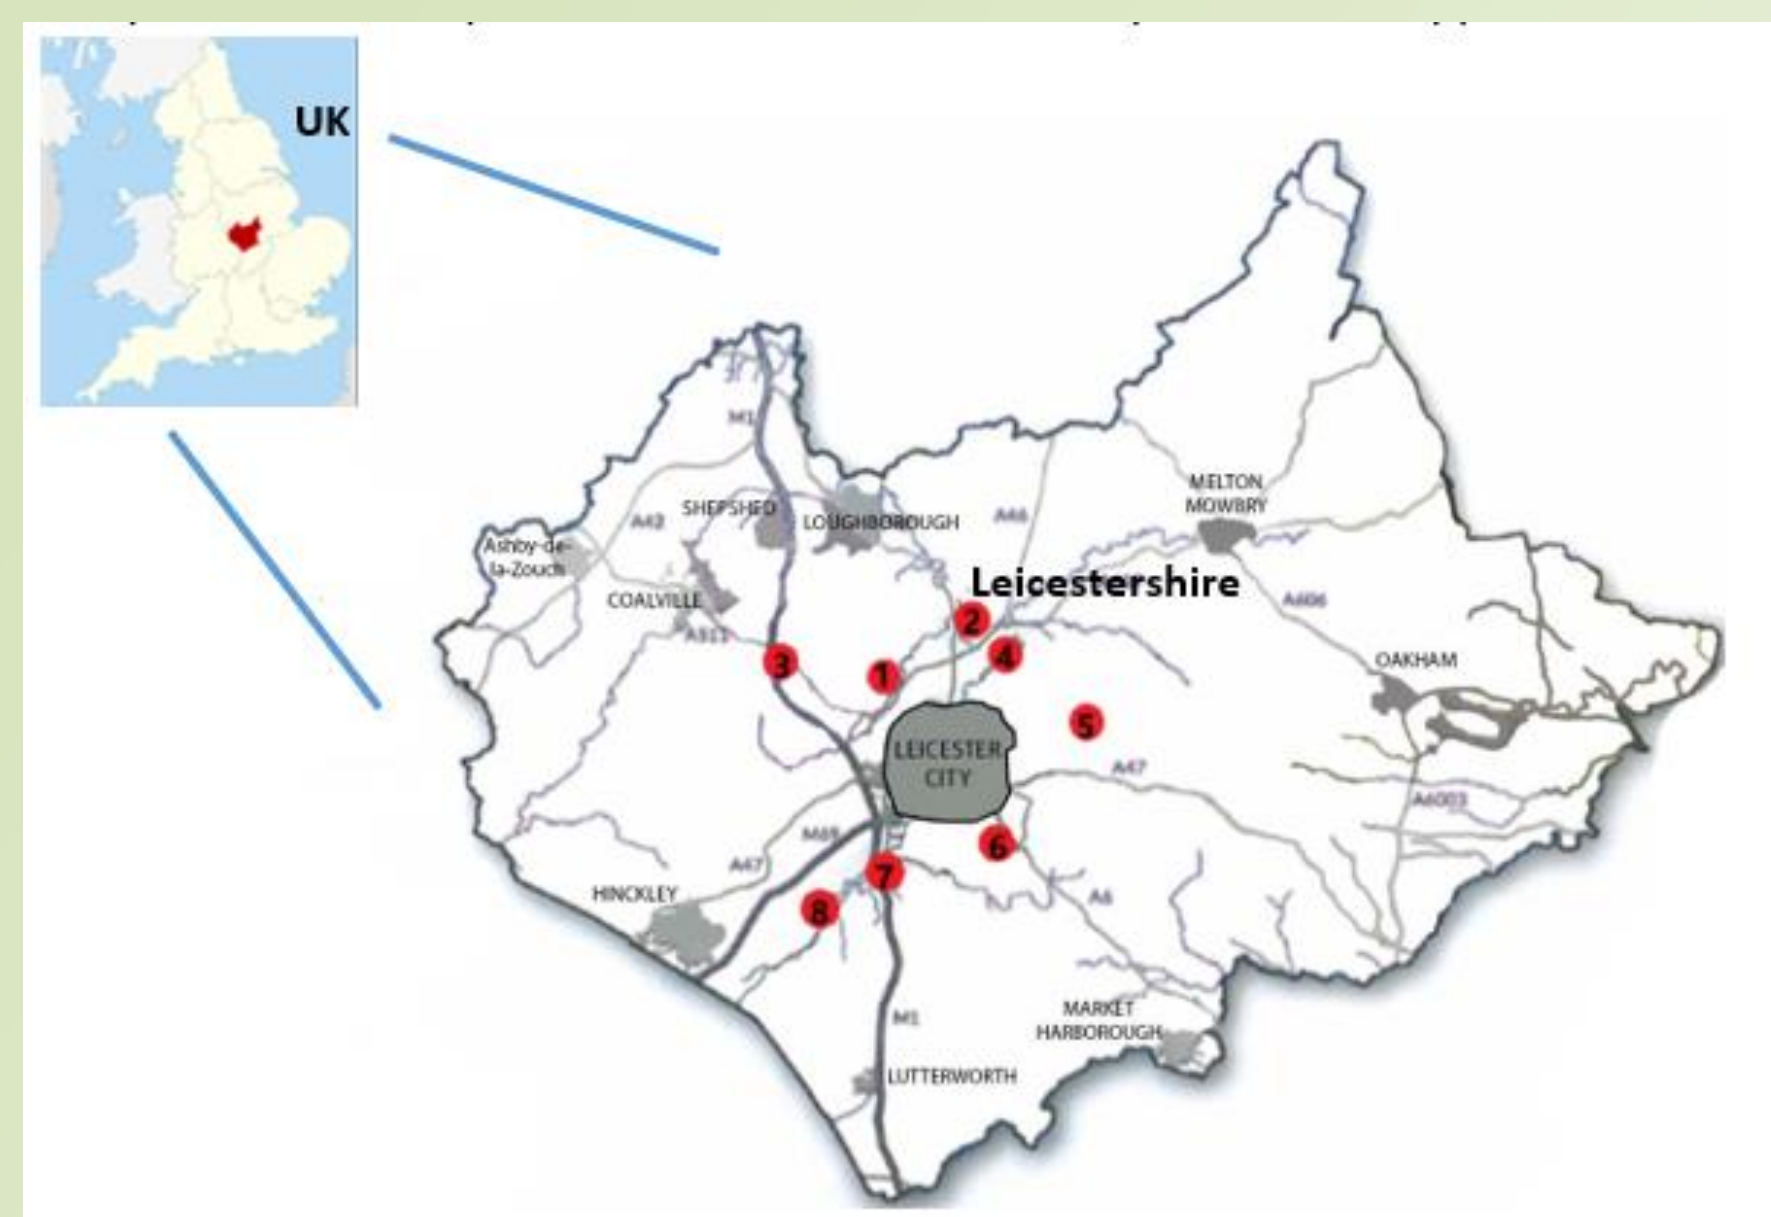 UK
M1
MELTON
MOWBRY
SHEPSHED
LOUGHBOROUGH
A42
A46
Ashby-de-
la-Zouch
Leicestershire
COALVILLE
A606
2
A511
3
1
4
OAKHAM
5
LEICESTER
CITY
A47
A6003
M69
6
A47
7
HINCKLEY
A6
8
M1
MARKET
HARBOROUGH
LUTTERWORTH